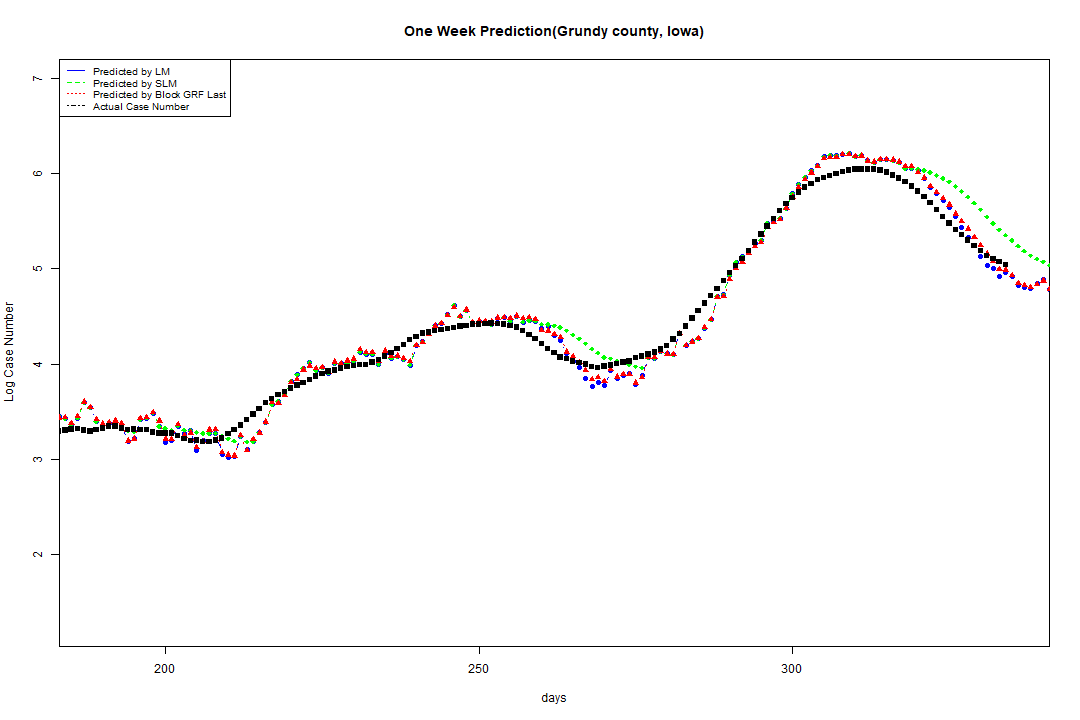 One Week Prediction(Grundy county, Iowa)
Predicted by LM
Predicted by SLM
Predicted by Block GRF Last
Actual Case Number
7
6
5
4
3
2
Log Case Number
200 250 300
days